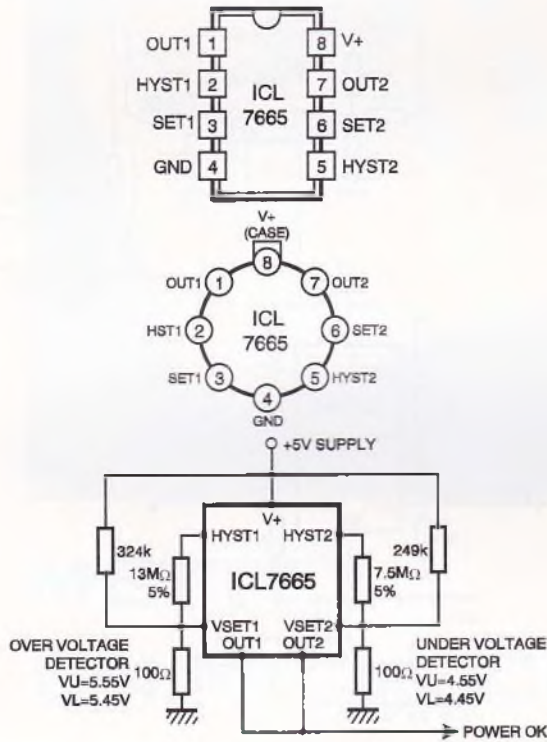 OUT1 1 8 V+
HYST1 2 7 OUT2
ICL
7665
SET1 3 6 SET2
GND 4 5 HYST2
V+
(CASE)
8
OUT1 1 7 OUT2
ICL
7665
HST1 2 6 SET2
SET1 3 5 HYST2
4
GND
+5V SUPPLY
V+
HYST1 HYST2
324k 249k
13MΩ
5%
7.5MΩ
5%
ICL7665
VSET1 VSET2
OUT1 OUT2
OVER VOLTAGE
DETECTOR
VU=5.55V
VL=5.45V
100Ω
100Ω
UNDER VOLTAGE
DETECTOR
VU=4.55V
VL=4.45V
POWER OK